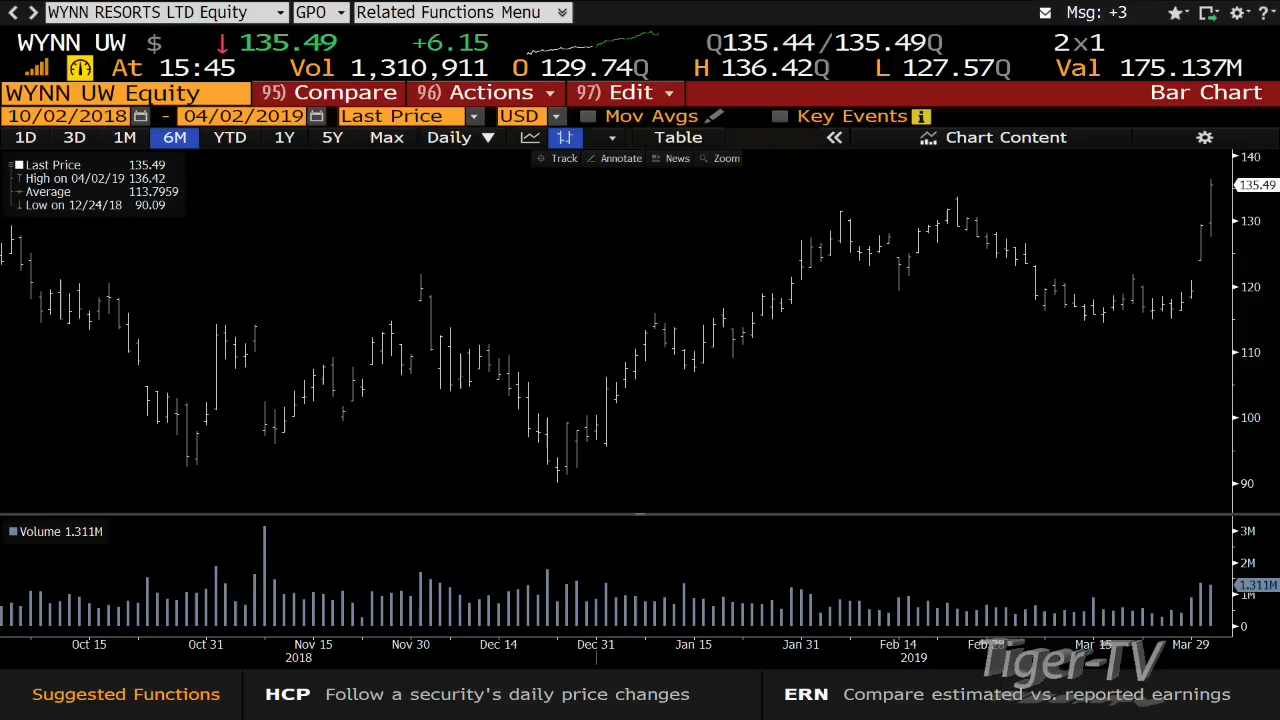 WYNN RESORTS LTD Equity GPO Related Functions Menu Msg: +3 ?
WYNN UW $ ↓ 135.49 +6.15 Q135.44/135.49Q 2x1
At 15:45 Vol 1,310,911 O 129.74Q H 136.42Q L 127.57Q Val 175.137M
WYNN UW Equity 95) Compare 96) Actions 97) Edit Bar Chart
10/02/2018 - 04/02/2019 Last Price USD Mov Avgs Key Events i
1D 3D 1M 6M YTD 1Y 5Y Max Daily ▼ Table « Chart Content
Track Annotate News Zoom
Last Price 135.49
High on 04/02/19 136.42
Average 113.7959
Low on 12/24/18 90.09
140
135.49
130
120
110
100
90
Volume 1.311M
3M
2M
1.311M
1M
0
Oct 15 Oct 31 Nov 15 Nov 30 Dec 14 Dec 31 Jan 15 Jan 31 Feb 14 Feb 28 Mar 15 Mar 29
2018 2019
Tiger-TV
Suggested Functions HCP Follow a security's daily price changes ERN Compare estimated vs. reported earnings